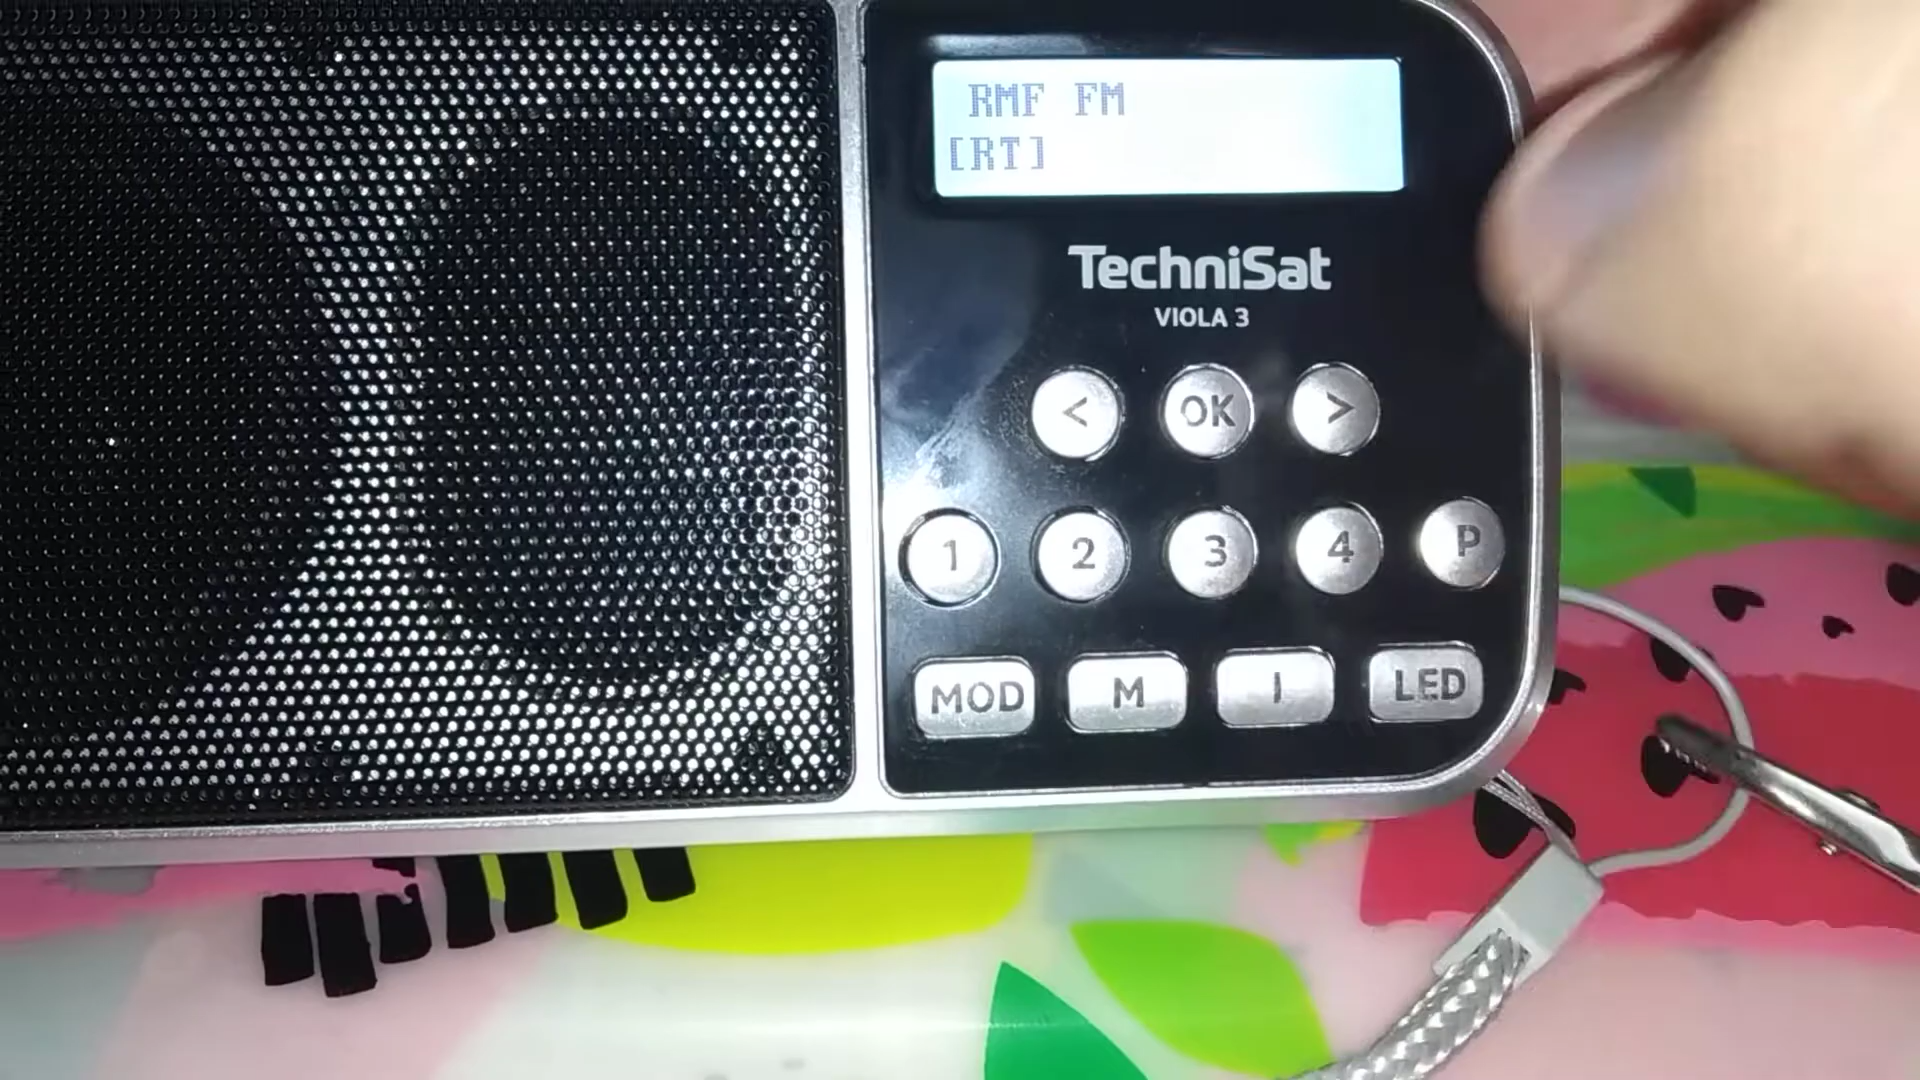 RMF FM
[RT]
TechniSat
VIOLA 3
< OK >
1 2 3 4 P
MOD M I LED